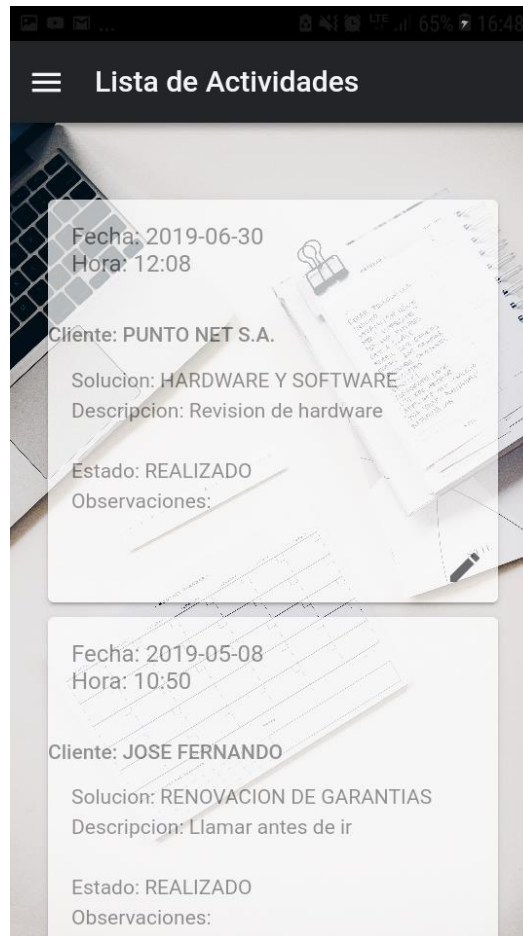 ... LTE 65% 16:48
Lista de Actividades
Fecha: 2019-06-30
Hora: 12:08
Cliente: PUNTO NET S.A.
Solucion: HARDWARE Y SOFTWARE
Descripcion: Revision de hardware
Estado: REALIZADO
Observaciones:
Fecha: 2019-05-08
Hora: 10:50
Cliente: JOSE FERNANDO
Solucion: RENOVACION DE GARANTIAS
Descripcion: Llamar antes de ir
Estado: REALIZADO
Observaciones: